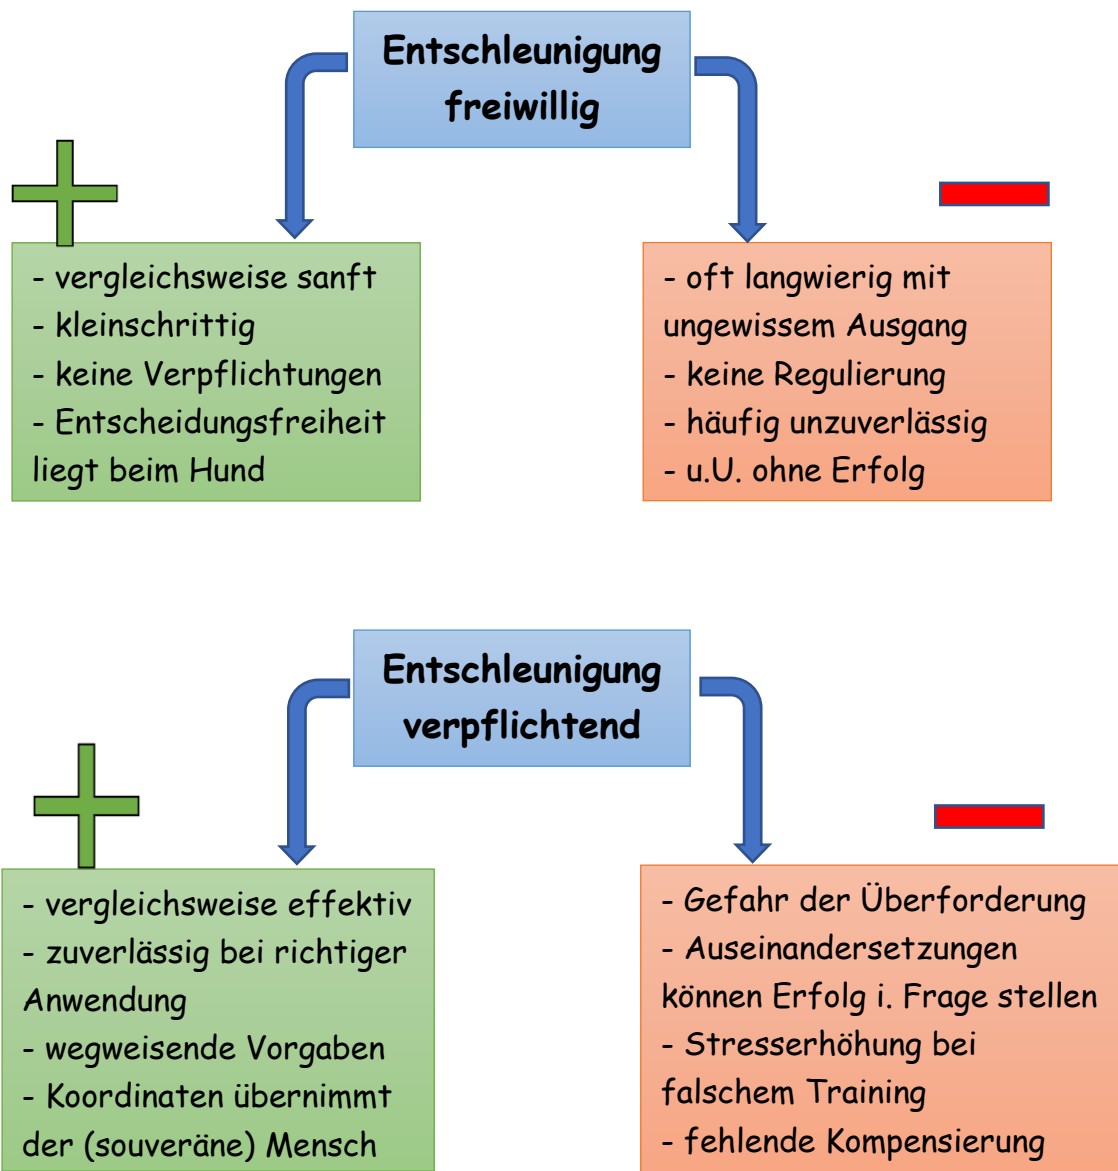 Entschleunigung
freiwillig
- vergleichsweise sanft
- kleinschrittig
- keine Verpflichtungen
- Entscheidungsfreiheit
liegt beim Hund
- oft langwierig mit
ungewissem Ausgang
- keine Regulierung
- häufig unzuverlässig
- u.U. ohne Erfolg
Entschleunigung
verpflichtend
- vergleichsweise effektiv
- zuverlässig bei richtiger
Anwendung
- wegweisende Vorgaben
- Koordinaten übernimmt
der (souveräne) Mensch
- Gefahr der Überforderung
- Auseinandersetzungen
können Erfolg i. Frage stellen
- Stresserhöhung bei
falschem Training
- fehlende Kompensierung